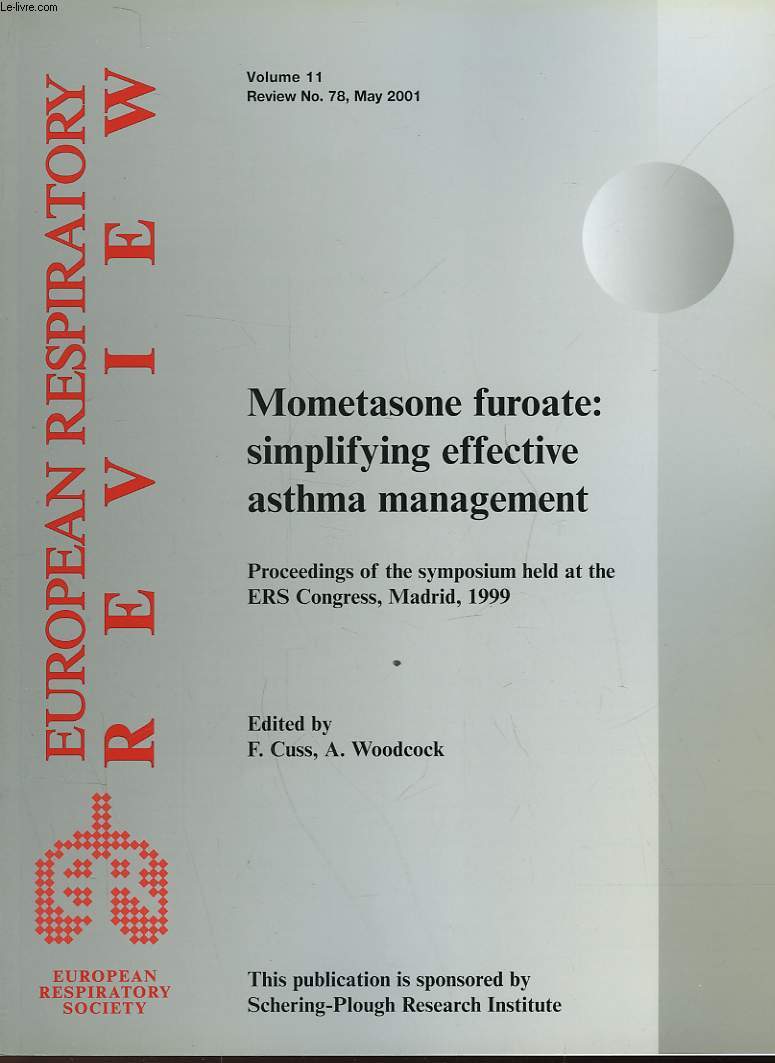 Le-livre.com
Volume 11
Review No. 78, May 2001
EUROPEAN RESPIRATORY
REVIEW
Mometasone furoate:
simplifying effective
asthma management
Proceedings of the symposium held at the
ERS Congress, Madrid, 1999
Edited by
F. Cuss, A. Woodcock
ERS
EUROPEAN
RESPIRATORY
SOCIETY
This publication is sponsored by
Schering-Plough Research Institute